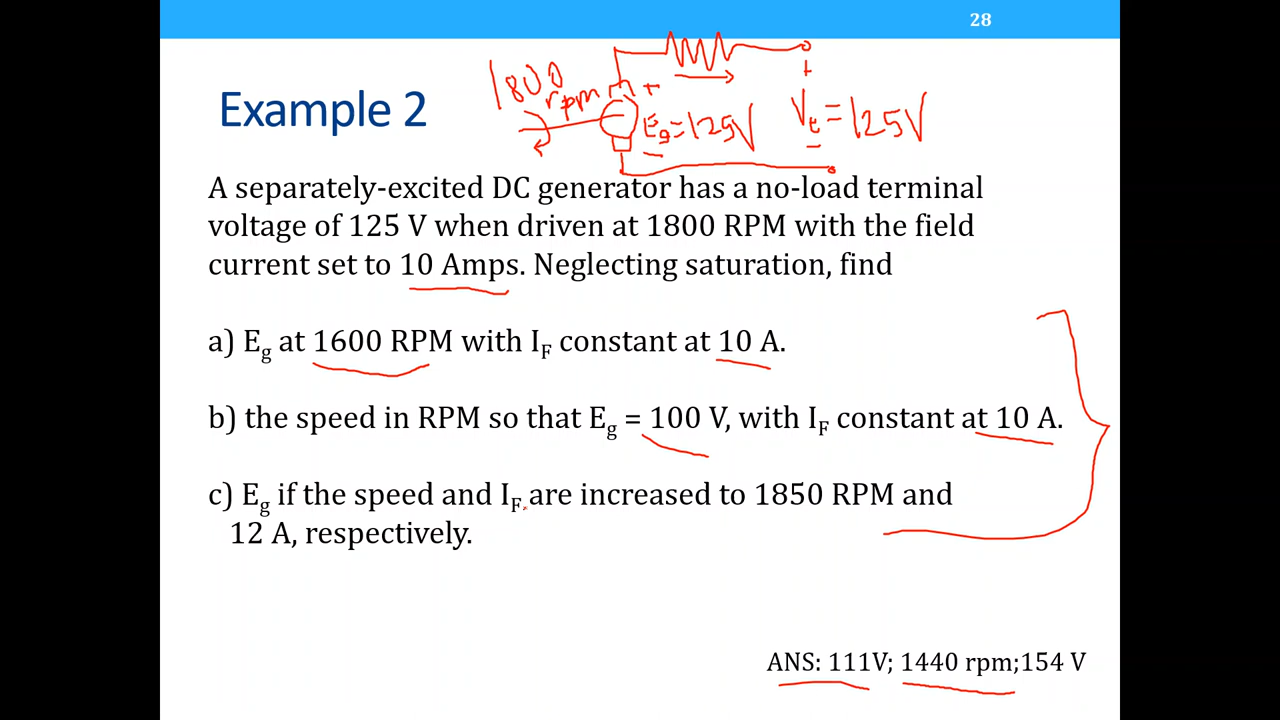 28
1800
rpm
+
+
Example 2
Eg = 125V
Vt = 125V
A separately-excited DC generator has a no-load terminal
voltage of 125 V when driven at 1800 RPM with the field
current set to 10 Amps. Neglecting saturation, find
a) Eg at 1600 RPM with IF constant at 10 A.
b) the speed in RPM so that Eg = 100 V, with IF constant at 10 A.
c) Eg if the speed and IF are increased to 1850 RPM and
12 A, respectively.
ANS: 111V; 1440 rpm;154 V